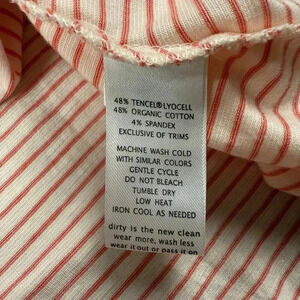 48% TENCEL®LYOCELL
48% ORGANIC COTTON
4% SPANDEX
EXCLUSIVE OF TRIMS
MACHINE WASH COLD
WITH SIMILAR COLORS
GENTLE CYCLE
DO NOT BLEACH
TUMBLE DRY
LOW HEAT
IRON COOL AS NEEDED
dirty is the new clean
wear more, wash less
wear it out or pass it on